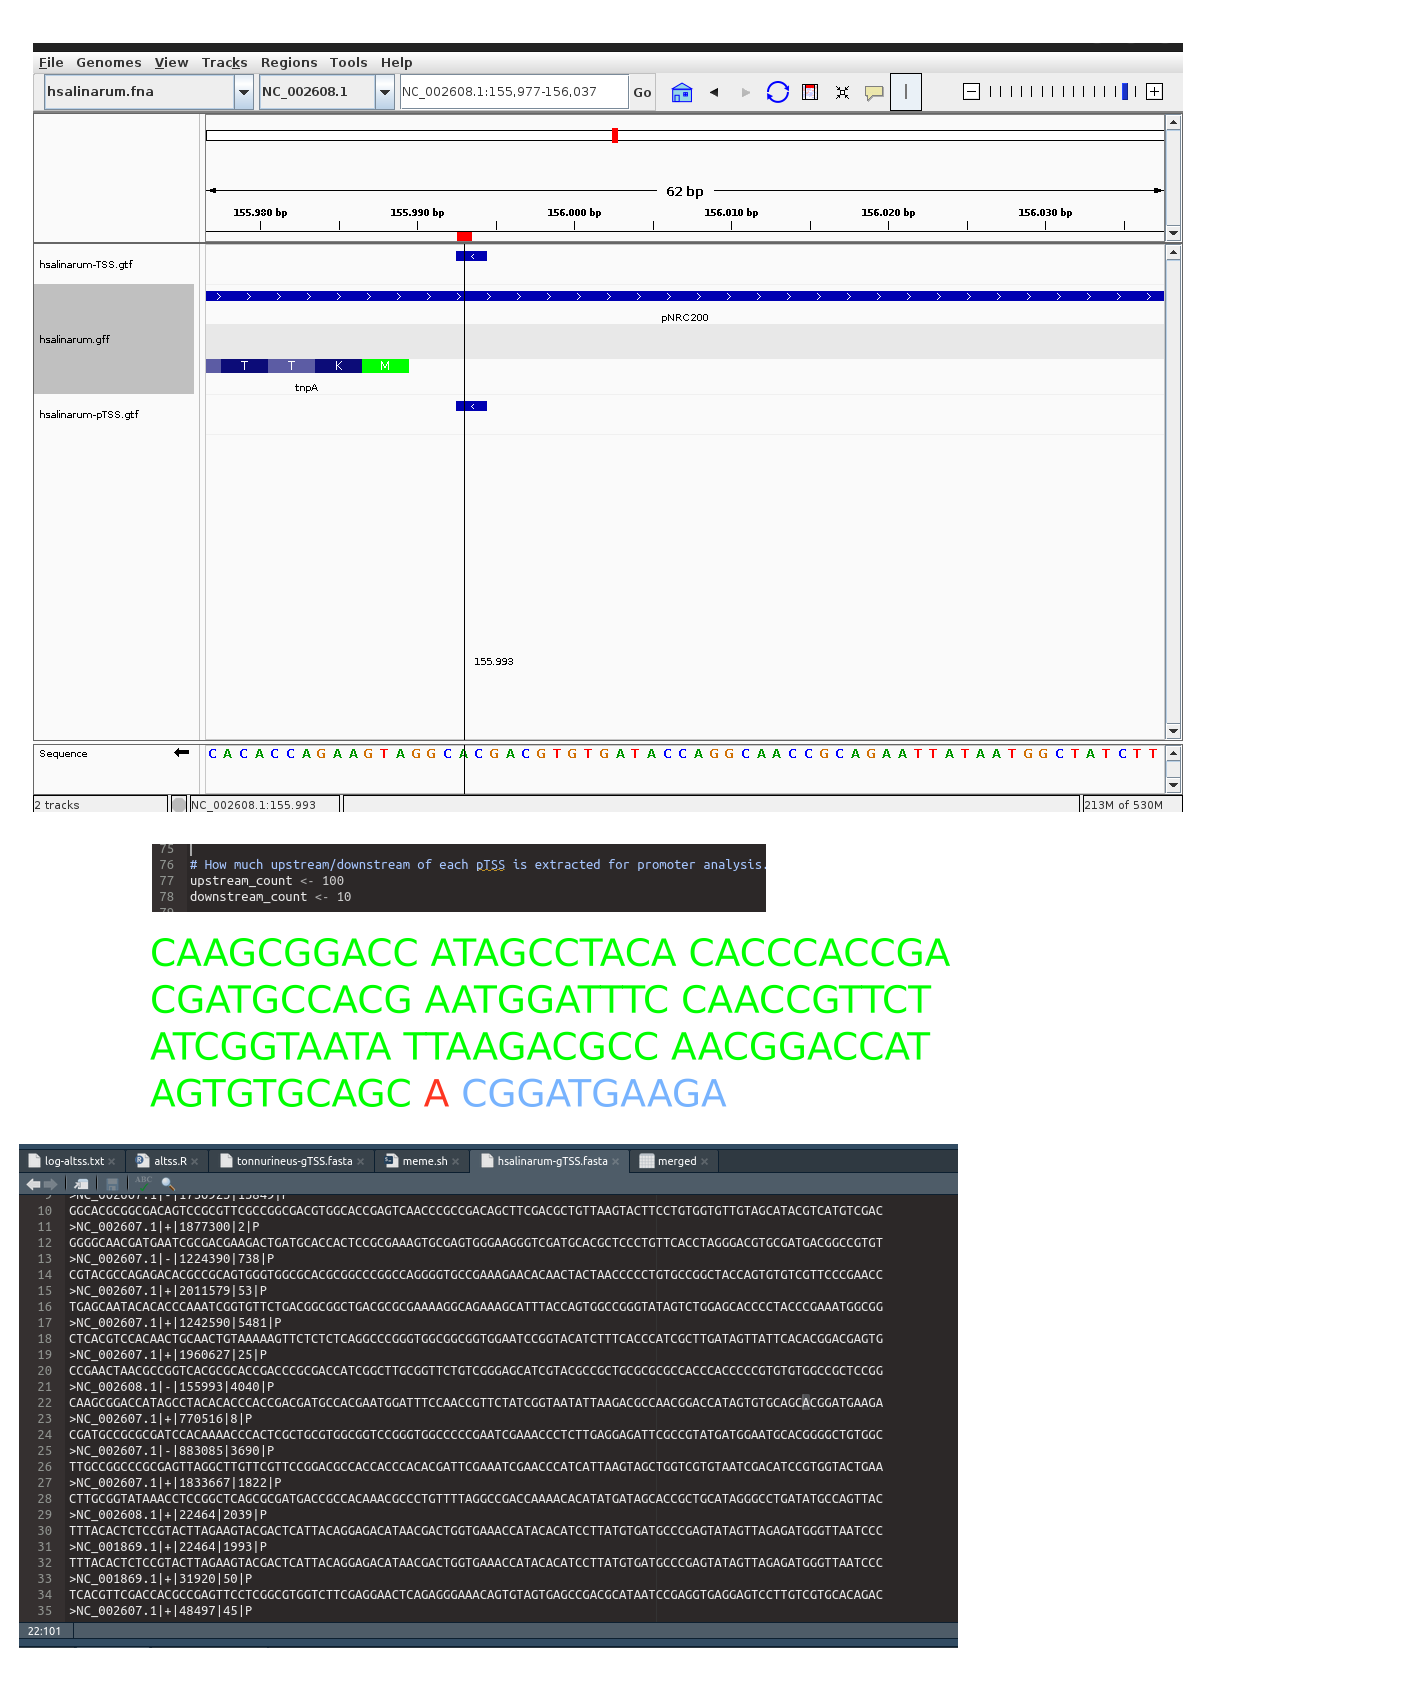 File Genomes View Tracks Regions Tools Help
hsalinarum.fna NC_002608.1 NC_002608.1:155,977-156,037 Go
62 bp
155.980 bp 155.990 bp 156.000 bp 156.010 bp 156.020 bp 156.030 bp
hsalinarum-TSS.gtf
pNRC200
hsalinarum.gff
T T K M
tnpA
hsalinarum-pTSS.gtf
155.993
Sequence C A C A C C A G A A G T A G G C A C G A C G T G T G A T A C C A G G C A A C C G C A G A A T T A T A A T G G C T A T C T T
2 tracks NC_002608.1:155.993 213M of 530M
75
76 # How much upstream/downstream of each pTSS is extracted for promoter analysis.
77 upstream_count <- 100
78 downstream_count <- 10
79
CAAGCGGACC ATAGCCTACA CACCCACCGA
CGATGCCACG AATGGATTTC CAACCGTTCT
ATCGGTAATA TTAAGACGCC AACGGACCAT
AGTGTGCAGC A CGGATGAAGA
log-altss.txt altss.R tonnurineus-gTSS.fasta meme.sh hsalinarum-gTSS.fasta merged
ABC
9 >NC_002607.1|-|1730925|13849|P
10 GGCACGCGGCGACAGTCCGCGTTCGCCGGCGACGTGGCACCGAGTCAACCCGCCGACAGCTTCGACGCTGTTAAGTACTTCCTGTGGTGTTGTAGCATACGTCATGTCGAC
11 >NC_002607.1|+|1877300|2|P
12 GGGGCAACGATGAATCGCGACGAAGACTGATGCACCACTCCGCGAAAGTGCGAGTGGGAAGGGTCGATGCACGCTCCCTGTTCACCTAGGGACGTGCGATGACGGCCGTGT
13 >NC_002607.1|-|1224390|738|P
14 CGTACGCCAGAGACACGCCGCAGTGGGTGGCGCACGCGGCCCGGCCAGGGGTGCCGAAAGAACACAACTACTAACCCCCTGTGCCGGCTACCAGTGTGTCGTTCCCGAACC
15 >NC_002607.1|+|2011579|53|P
16 TGAGCAATACACACCCAAATCGGTGTTCTGACGGCGGCTGACGCGCGAAAAGGCAGAAAGCATTTACCAGTGGCCGGGTATAGTCTGGAGCACCCCTACCCGAAATGGCGG
17 >NC_002607.1|+|1242590|5481|P
18 CTCACGTCCACAACTGCAACTGTAAAAAGTTCTCTCTCAGGCCCGGGTGGCGGCGGTGGAATCCGGTACATCTTTCACCCATCGCTTGATAGTTATTCACACGGACGAGTG
19 >NC_002607.1|+|1960627|25|P
20 CCGAACTAACGCCGGTCACGCGCACCGACCCGCGACCATCGGCTTGCGGTTCTGTCGGGAGCATCGTACGCCGCTGCGCGCGCCACCCACCCCCGTGTGTGGCCGCTCCGG
21 >NC_002608.1|-|155993|4040|P
22 CAAGCGGACCATAGCCTACACACCCACCGACGATGCCACGAATGGATTTCCAACCGTTCTATCGGTAATATTAAGACGCCAACGGACCATAGTGTGCAGCACGGATGAAGA
23 >NC_002607.1|+|770516|8|P
24 CGATGCCGCGCGATCCACAAAACCCACTCGCTGCGTGGCGGTCCGGGTGGCCCCCGAATCGAAACCCTCTTGAGGAGATTCGCCGTATGATGGAATGCACGGGGCTGTGGC
25 >NC_002607.1|-|883085|3690|P
26 TTGCCGGCCCGCGAGTTAGGCTTGTTCGTTCCGGACGCCACCACCCACACGATTCGAAATCGAACCCATCATTAAGTAGCTGGTCGTGTAATCGACATCCGTGGTACTGAA
27 >NC_002607.1|+|1833667|1822|P
28 CTTGCGGTATAAACCTCCGGCTCAGCGCGATGACCGCCACAAACGCCCTGTTTTAGGCCGACCAAAACACATATGATAGCACCGCTGCATAGGGCCTGATATGCCAGTTAC
29 >NC_002608.1|+|22464|2039|P
30 TTTACACTCTCCGTACTTAGAAGTACGACTCATTACAGGAGACATAACGACTGGTGAAACCATACACATCCTTATGTGATGCCCGAGTATAGTTAGAGATGGGTTAATCCC
31 >NC_001869.1|+|22464|1993|P
32 TTTACACTCTCCGTACTTAGAAGTACGACTCATTACAGGAGACATAACGACTGGTGAAACCATACACATCCTTATGTGATGCCCGAGTATAGTTAGAGATGGGTTAATCCC
33 >NC_001869.1|+|31920|50|P
34 TCACGTTCGACCACGCCGAGTTCCTCGGCGTGGTCTTCGAGGAACTCAGAGGGAAACAGTGTAGTGAGCCGACGCATAATCCGAGGTGAGGAGTCCTTGTCGTGCACAGAC
35 >NC_002607.1|+|48497|45|P
22:101